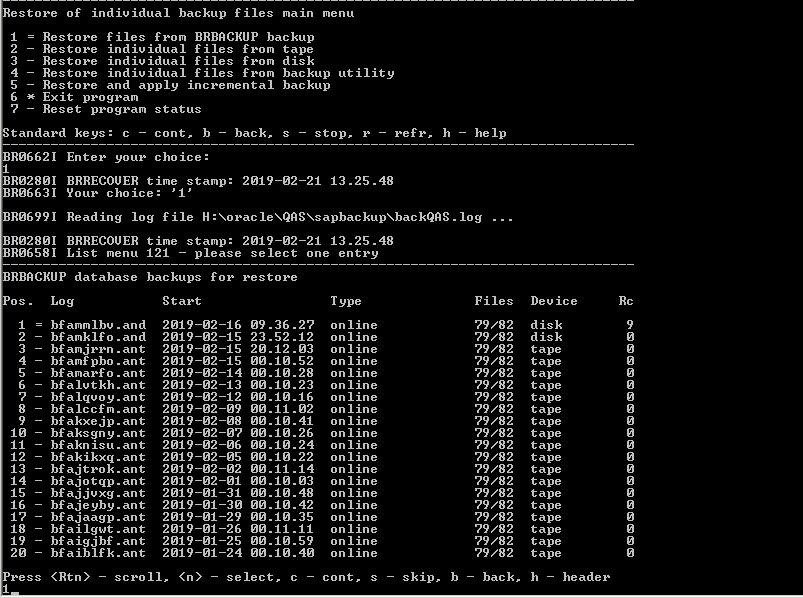 Restore of individual backup files main menu
1 = Restore files from BRBACKUP backup
2 - Restore individual files from tape
3 - Restore individual files from disk
4 - Restore individual files from backup utility
5 - Restore and apply incremental backup
6 * Exit program
7 - Reset program status
Standard keys: c - cont, b - back, s - stop, r - refr, h - help
BR0662I Enter your choice:
1
BR0280I BRRECOVER time stamp: 2019-02-21 13.25.48
BR0663I Your choice: '1'
BR0699I Reading log file H:\oracle\QAS\sapbackup\backQAS.log ...
BR0280I BRRECOVER time stamp: 2019-02-21 13.25.48
BR0658I List menu 121 - please select one entry
BRBACKUP database backups for restore
Pos. Log Start Type Files Device Rc
1 = bfammlbv.and 2019-02-16 09.36.27 online 79/82 disk 9
2 - bfamklfo.and 2019-02-15 23.52.12 online 79/82 disk 0
3 - bfamjrrn.ant 2019-02-15 20.12.03 online 79/82 tape 0
4 - bfamfpbo.ant 2019-02-15 00.10.52 online 79/82 tape 0
5 - bfamarfo.ant 2019-02-14 00.10.28 online 79/82 tape 0
6 - bfalvtkh.ant 2019-02-13 00.10.23 online 79/82 tape 0
7 - bfalqvoy.ant 2019-02-12 00.10.16 online 79/82 tape 0
8 - bfalccfm.ant 2019-02-09 00.11.02 online 79/82 tape 0
9 - bfakxejp.ant 2019-02-08 00.10.41 online 79/82 tape 0
10 - bfaksgny.ant 2019-02-07 00.10.26 online 79/82 tape 0
11 - bfaknisu.ant 2019-02-06 00.10.24 online 79/82 tape 0
12 - bfakikxq.ant 2019-02-05 00.10.22 online 79/82 tape 0
13 - bfajtrok.ant 2019-02-02 00.11.14 online 79/82 tape 0
14 - bfajotqp.ant 2019-02-01 00.10.03 online 79/82 tape 0
15 - bfajjvxg.ant 2019-01-31 00.10.48 online 79/82 tape 0
16 - bfajeyby.ant 2019-01-30 00.10.42 online 79/82 tape 0
17 - bfajaagp.ant 2019-01-29 00.10.35 online 79/82 tape 0
18 - bfailgwt.ant 2019-01-26 00.11.11 online 79/82 tape 0
19 - bfaigjbf.ant 2019-01-25 00.10.59 online 79/82 tape 0
20 - bfaiblfk.ant 2019-01-24 00.10.40 online 79/82 tape 0
Press <Rtn> - scroll, <n> - select, c - cont, s - skip, b - back, h - header
1_